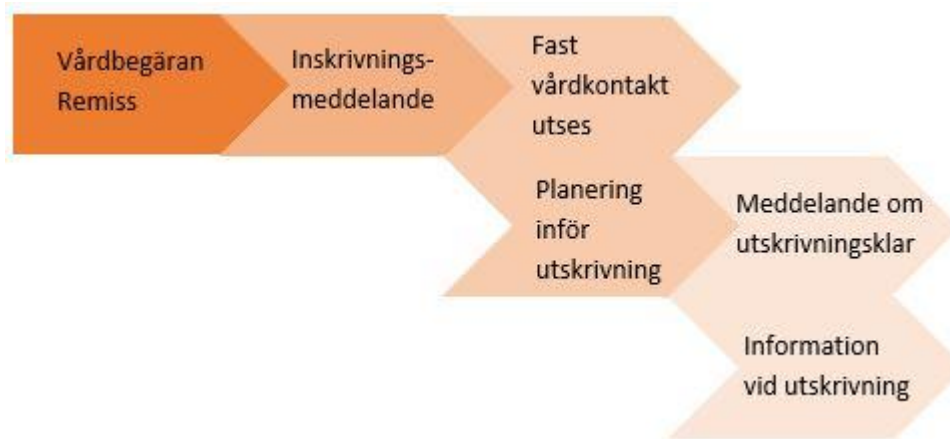 Vårdbegäran
Remiss
Inskrivnings-
meddelande
Fast
vårdkontakt
utses
Planering
inför
utskrivning
Meddelande om
utskrivningsklar
Information
vid utskrivning